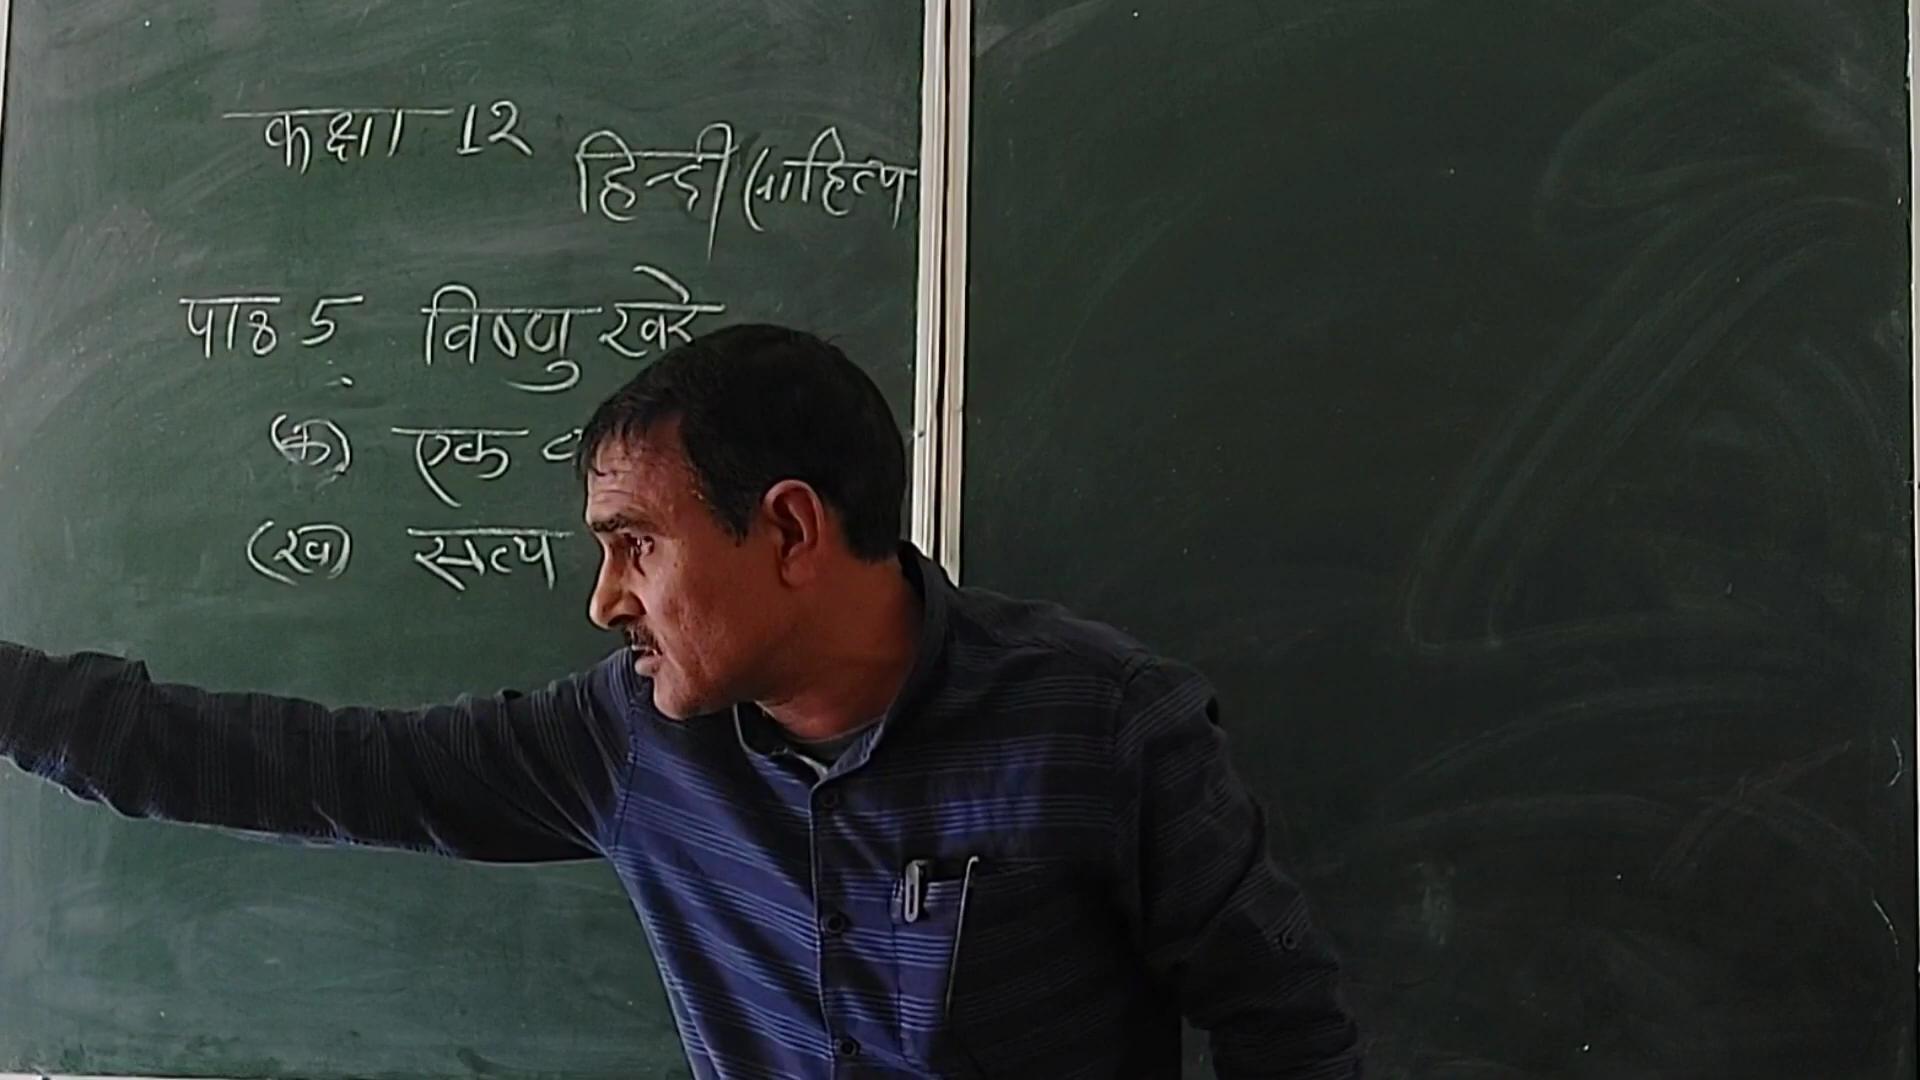 कक्षा 12
हिन्दी साहित्य
पाठ 5 विष्णु खरे
(क) एक
(ख) सत्य